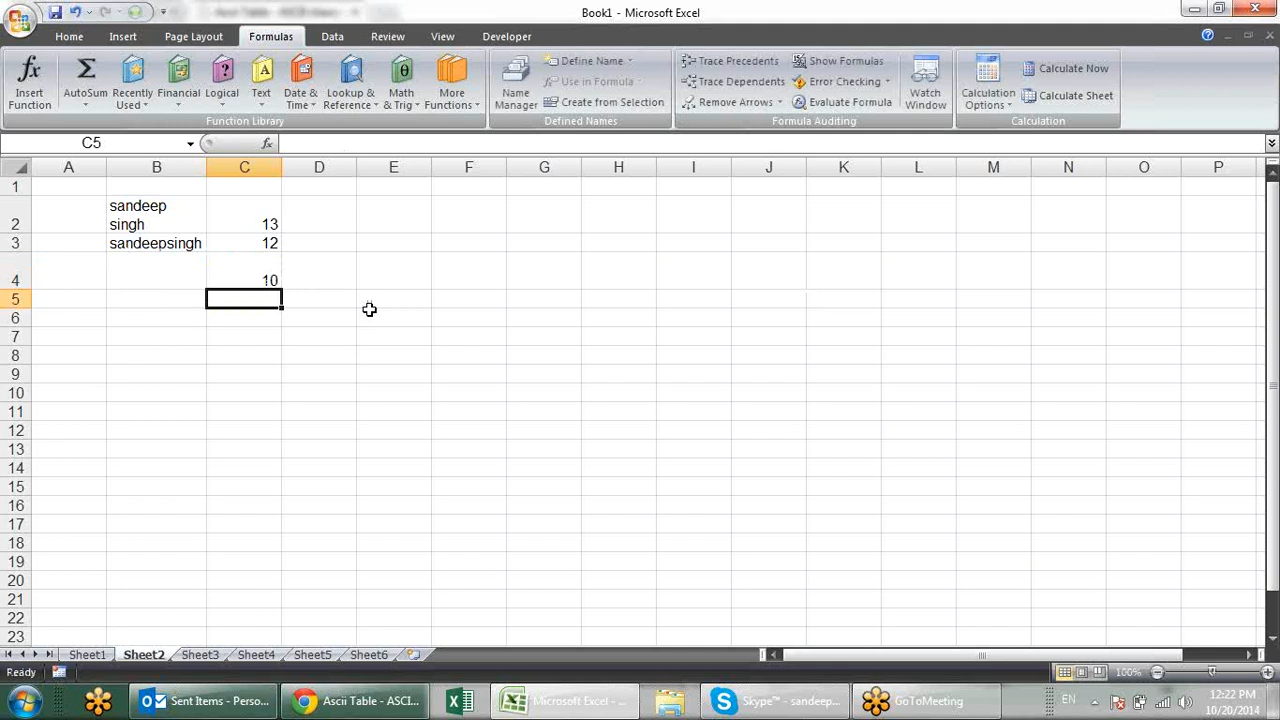 Book1 - Microsoft Excel
Home Insert Page Layout Formulas Data Review View Developer
Insert Function
AutoSum
Recently Used
Financial
Logical
Text
Date & Time
Lookup & Reference
Math & Trig
More Functions
Function Library
Name Manager
Define Name
Use in Formula
Create from Selection
Defined Names
Trace Precedents
Trace Dependents
Remove Arrows
Show Formulas
Error Checking
Evaluate Formula
Formula Auditing
Watch Window
Calculation Options
Calculate Now
Calculate Sheet
Calculation
C5 fx
A B C D E F G H I J K L M N O P
1
sandeep
2 singh 13
3 sandeepsingh 12
4 10
5
6
7
8
9
10
11
12
13
14
15
16
17
18
19
20
21
22
23
Sheet1 Sheet2 Sheet3 Sheet4 Sheet5 Sheet6
Ready 100%
Sent Items - Perso... Ascii Table - ASCI... Microsoft Excel - ... Skype™ - sandeep... GoToMeeting EN 2:22 PM
10/20/2014